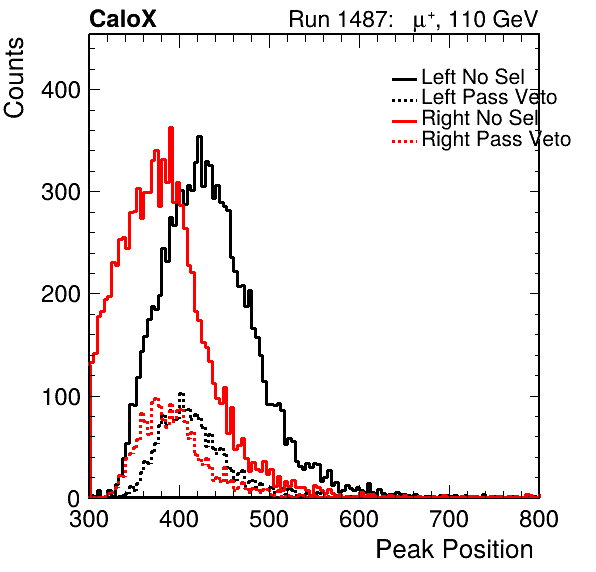 CaloX Run 1487: μ⁺, 110 GeV
Counts
400
300
200
100
0
Left No Sel
Left Pass Veto
Right No Sel
Right Pass Veto
300 400 500 600 700 800
Peak Position